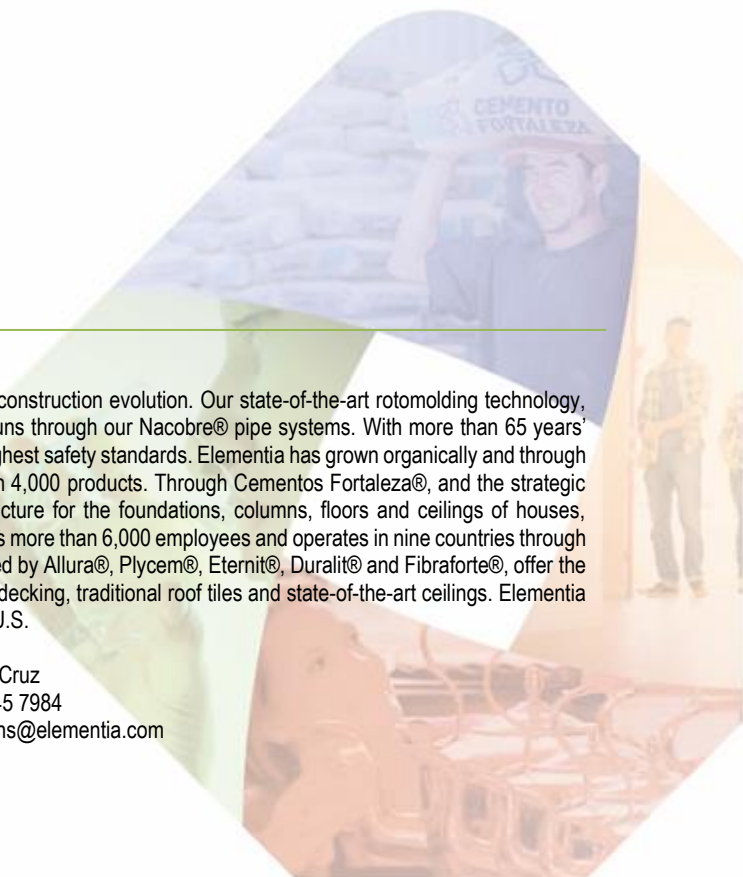 CEMENTO
FORTALEZA
construction evolution. Our state-of-the-art rotomolding technology,
uns through our Nacobre® pipe systems. With more than 65 years’
ghest safety standards. Elementia has grown organically and through
n 4,000 products. Through Cementos Fortaleza®, and the strategic
cture for the foundations, columns, floors and ceilings of houses,
s more than 6,000 employees and operates in nine countries through
ed by Allura®, Plycem®, Eternit®, Duralit® and Fibraforte®, offer the
decking, traditional roof tiles and state-of-the-art ceilings. Elementia
J.S.
Cruz
45 7984
ns@elementia.com